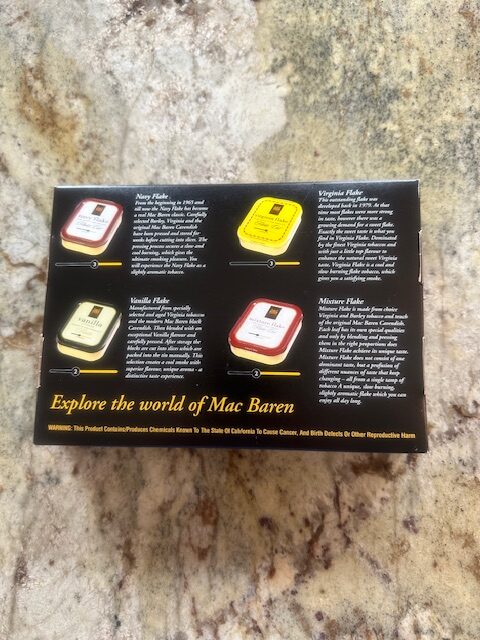 Navy Flake
From the beginning in 1965 and
till now the Navy Flake has become
a real Mac Baren classic. Carefully
selected Burley, Virginia and the
original Mac Baren Cavendish
have been pressed and stored for
weeks before cutting into slices. The
pressing process secures a slow and
cool burning, which gives the
ultimate smoking pleasure. You
will experience the Navy Flake as a
slightly aromatic tobacco.
navy flake
3
Virginia Flake
This outstanding flake was
developed back in 1979. At that
time most flakes were more strong
in taste, however there was a
growing demand for a sweet flake.
Exactly the sweet taste is what you
find in Virginia Flake. Dominated
by the finest Virginia tobaccos and
with just a little top flavour to
enhance the natural sweet Virginia
taste. Virginia Flake is a cool and
slow burning flake tobacco, which
gives you a satisfying smoke.
virginia flake
3
Vanilla Flake
Manufactured from specially
selected and aged Virginia tobaccos
and the modern Mac Baren black
Cavendish. Then blended with an
exceptional Vanilla flavour and
carefully pressed. After storage the
blocks are cut into slices which are
packed into the tin manually. This
selection creates a cool smoke with
superior flavour, unique aroma - a
distinctive taste experience.
vanilla
2
Mixture Flake
Mixture Flake is made from choice
Virginia and Burley tobacco and touch
of the original Mac Baren Cavendish.
Each leaf has its own special qualities
and only by blending and pressing
them in the right proportions does
Mixture Flake achieve its unique taste.
Mixture Flake does not consist of one
dominant taste, but a profusion of
different nuances of taste that keep
changing – all from a single lamp of
tobacco. A unique, slow burning,
slightly aromatic flake which you can
enjoy all day long.
mixture flake
2
Explore the world of Mac Baren
WARNING: This Product Contains/Produces Chemicals Known To The State Of California To Cause Cancer, And Birth Defects Or Other Reproductive Harm